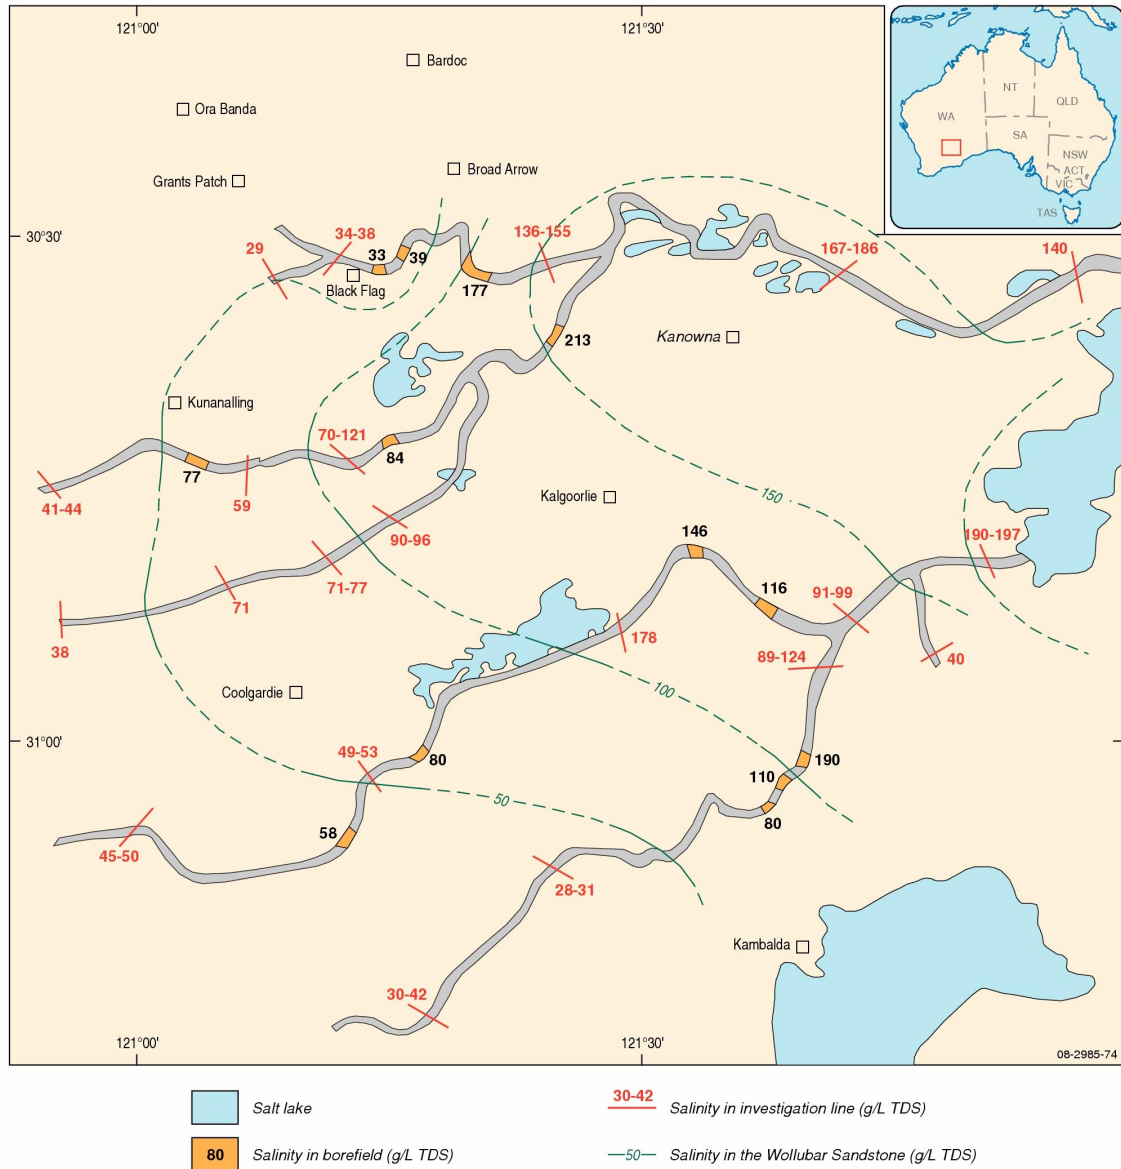 121°00'
121°30'
Bardoc
Ora Banda
Broad Arrow
Grants Patch
NT
QLD
WA
SA
NSW
ACT
VIC
TAS
30°30'
29
34-38
33
39
Black Flag
136-155
177
167-186
140
213
Kanowna
Kunanalling
70-121
84
77
59
41-44
Kalgoorlie
150
90-96
146
190-197
71-77
71
116
91-99
38
178
89-124
40
Coolgardie
100
31°00'
49-53
80
190
110
50
80
58
45-50
28-31
Kambalda
30-42
121°00'
121°30'
08-2985-74
Salt lake
30-42
Salinity in investigation line (g/L TDS)
80
Salinity in borefield (g/L TDS)
50
Salinity in the Wollubar Sandstone (g/L TDS)